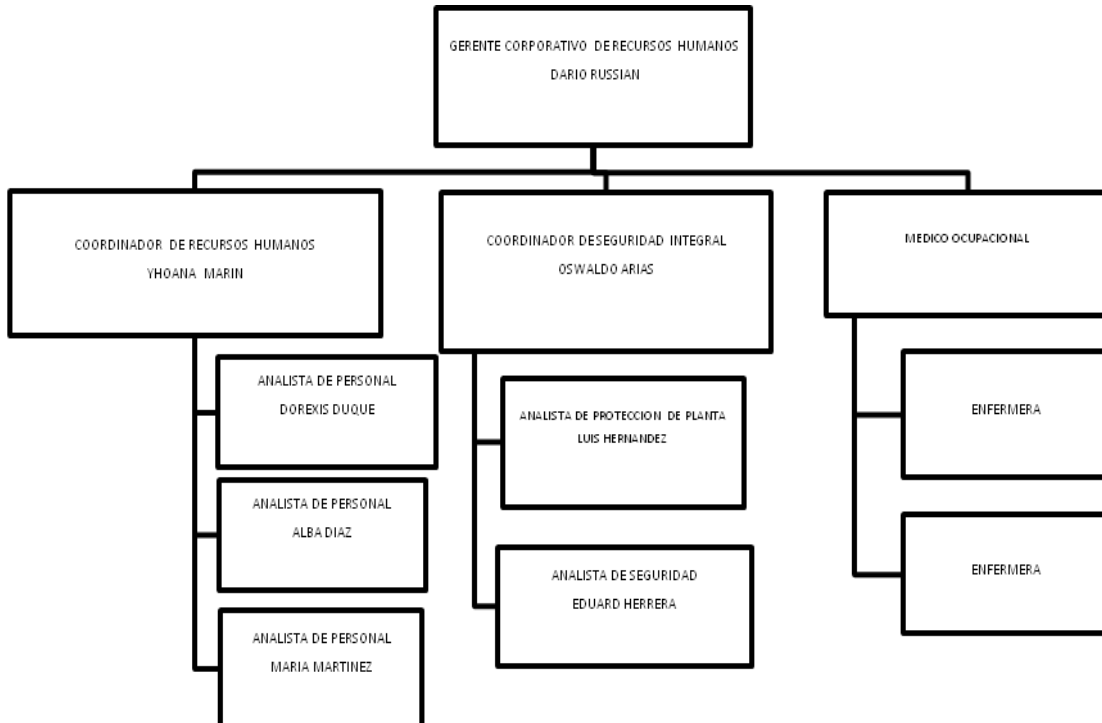 GERENTE CORPORATIVO DE RECURSOS HUMANOS
DARIO RUSSIAN
COORDINADOR DE RECURSOS HUMANOS
YHOANA MARIN
COORDINADOR DE SEGURIDAD INTEGRAL
OSWALDO ARIAS
MEDICO OCUPACIONAL
ANALISTA DE PERSONAL
DOREXIS DUQUE
ANALISTA DE PERSONAL
ALBA DIAZ
ANALISTA DE PERSONAL
MARIA MARTINEZ
ANALISTA DE PROTECCION DE PLANTA
LUIS HERNANDEZ
ANALISTA DE SEGURIDAD
EDUARD HERRERA
ENFERMERA
ENFERMERA